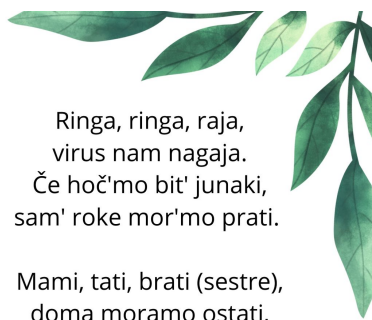 Ringa, ringa, raja,
virus nam nagaja.
Če hoč'mo bit' junaki,
sam' roke mor'mo prati.
Mami, tati, brati (sestre),
doma moramo ostati.